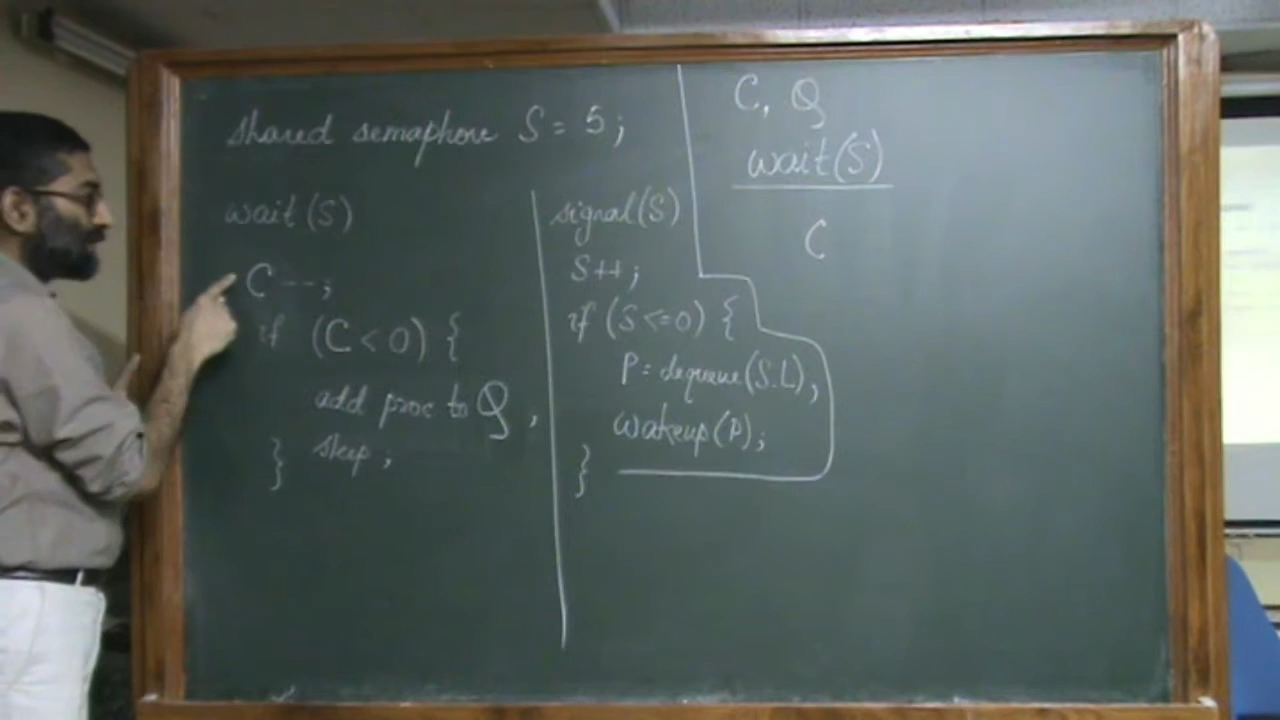 shared semaphore S = 5;
wait(S)
C --;
if (C < 0) {
add proc to Q,
} sleep;
signal(S)
S++;
if (S <= 0) {
P = dequeue(S.L);
wakeup(P);
}
C, Q
wait(S)
C